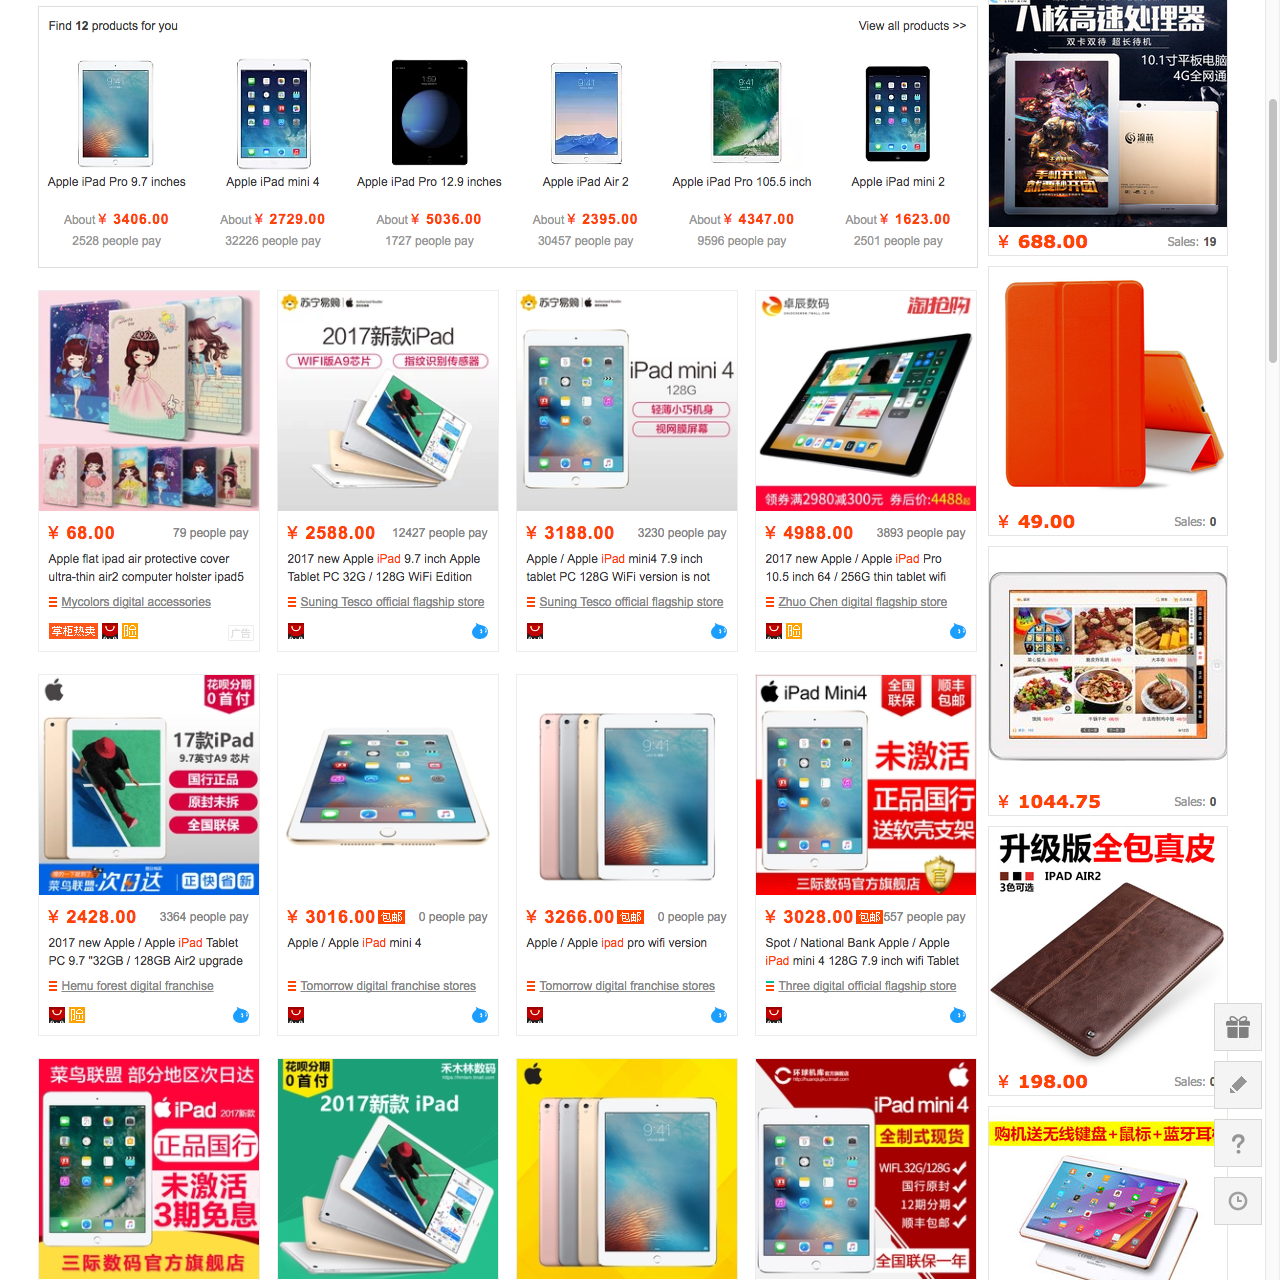 Find 12 products for you
View all products >>
Apple iPad Pro 9.7 inches
About ¥ 3406.00
2528 people pay
Apple iPad mini 4
About ¥ 2729.00
32226 people pay
Apple iPad Pro 12.9 inches
About ¥ 5036.00
1727 people pay
Apple iPad Air 2
About ¥ 2395.00
30457 people pay
Apple iPad Pro 105.5 inch
About ¥ 4347.00
9596 people pay
Apple iPad mini 2
About ¥ 1623.00
2501 people pay
八核高速处理器
双卡双待 超长待机
10.1寸平板电脑
4G全网通
流芯
手机开黑
就要秒开团
¥ 688.00
Sales: 19
¥ 68.00
79 people pay
Apple flat ipad air protective cover
ultra-thin air2 computer holster ipad5
Mycolors digital accessories
掌柜热卖
险
广告
苏宁易购
2017新款iPad
WIFI版A9芯片
指纹识别传感器
¥ 2588.00
12427 people pay
2017 new Apple iPad 9.7 inch Apple
Tablet PC 32G / 128G WiFi Edition
Suning Tesco official flagship store
苏宁易购
iPad mini 4
128G
轻薄小巧机身
视网膜屏幕
¥ 3188.00
3230 people pay
Apple / Apple iPad mini4 7.9 inch
tablet PC 128G WiFi version is not
Suning Tesco official flagship store
卓辰数码
淘抢购
领券满2980减300元 券后价:4488起
¥ 4988.00
3893 people pay
2017 new Apple / Apple iPad Pro
10.5 inch 64 / 256G thin tablet wifi
Zhuo Chen digital flagship store
险
¥ 49.00
Sales: 0
¥ 1044.75
Sales: 0
花呗分期
0首付
17款iPad
9.7英寸A9 芯片
国行正品
原封未拆
全国联保
菜鸟联盟·次日达
正快省新
¥ 2428.00
3364 people pay
2017 new Apple / Apple iPad Tablet
PC 9.7 "32GB / 128GB Air2 upgrade
Hemu forest digital franchise
险
¥ 3016.00 包邮
0 people pay
Apple / Apple iPad mini 4
Tomorrow digital franchise stores
¥ 3266.00 包邮
0 people pay
Apple / Apple ipad pro wifi version
Tomorrow digital franchise stores
iPad Mini4
全国联保
顺丰包邮
未激活
正品国行
送软壳支架
三际数码官方旗舰店
官
¥ 3028.00 包邮
557 people pay
Spot / National Bank Apple / Apple
iPad mini 4 128G 7.9 inch wifi Tablet
Three digital official flagship store
升级版全包真皮
IPAD AIR2
3色可选
¥ 198.00
Sales: 0
菜鸟联盟 部分地区次日达
iPad 2017新款
正品国行
未激活
3期免息
三际数码官方旗舰店
花呗分期
0首付
禾木林数码
2017新款 iPad
环球机库
iPad mini 4
全制式现货
WIFI 32G/128G
国行原封
12期分期
顺丰包邮
全国联保一年
购机送无线键盘+鼠标+蓝牙耳